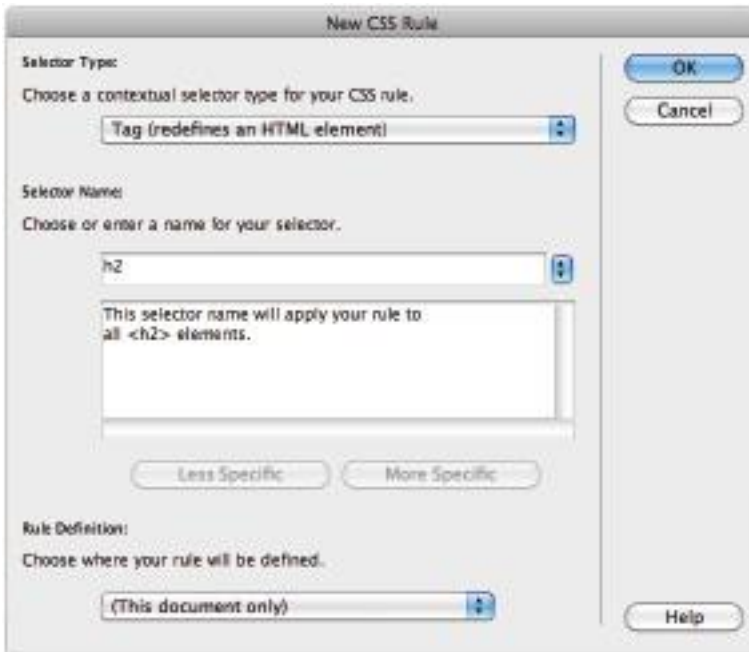 New CSS Rule
Selector Type:
Choose a contextual selector type for your CSS rule.
Tag (redefines an HTML element)
Selector Name:
Choose or enter a name for your selector.
h2
This selector name will apply your rule to
all <h2> elements.
Less Specific
More Specific
Rule Definition:
Choose where your rule will be defined.
(This document only)
OK
Cancel
Help